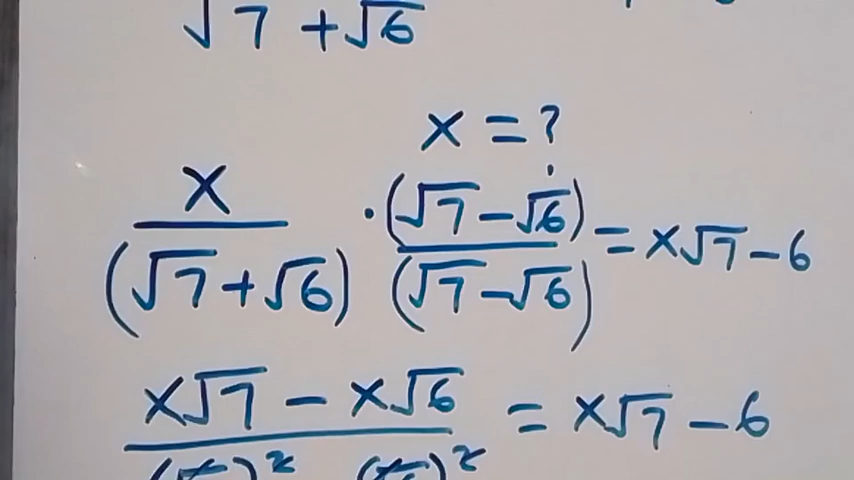 √7 + √6
x = ?
x / (√7 + √6) · (√7 − √6) / (√7 − √6) = x√7 − 6
x√7 − x√6 = x√7 − 6